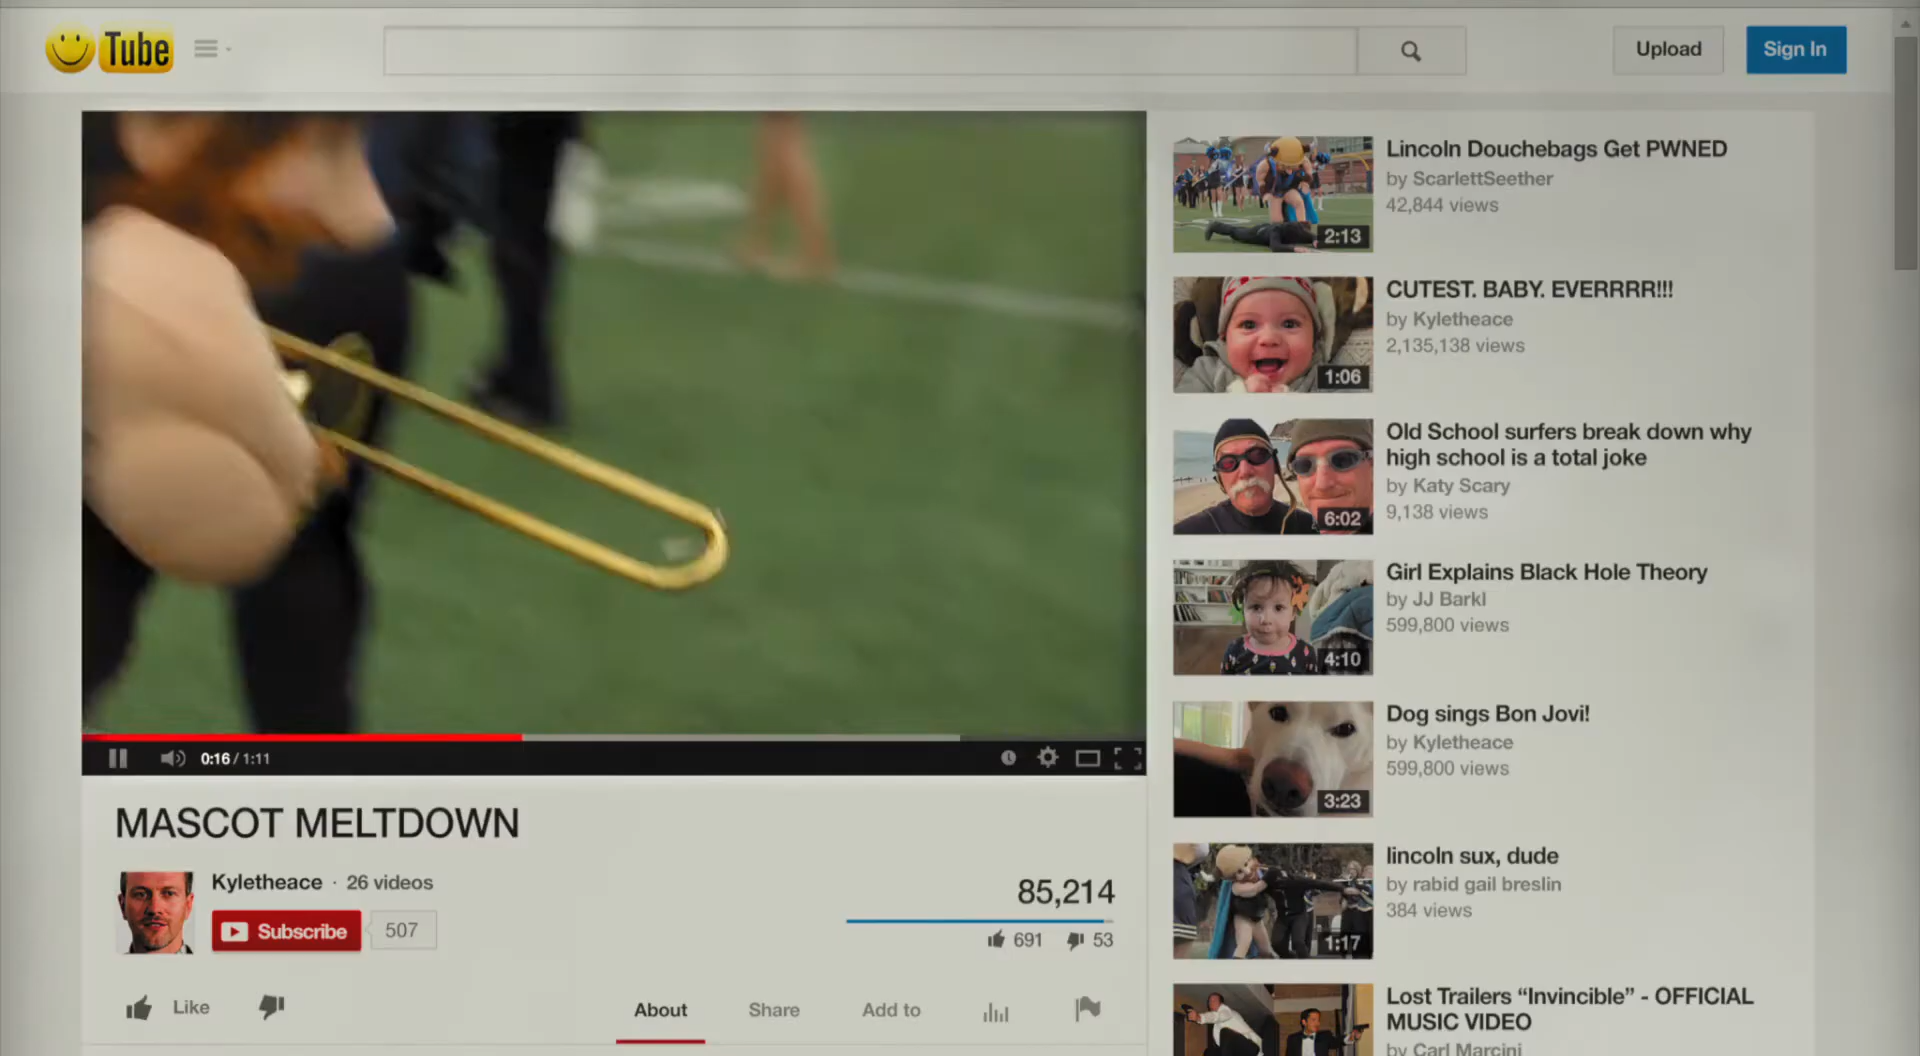 Tube
Upload
Sign In
Lincoln Douchebags Get PWNED
by ScarlettSeether
42,844 views
2:13
CUTEST. BABY. EVERRRR!!!
by Kyletheace
2,135,138 views
1:06
Old School surfers break down why
high school is a total joke
by Katy Scary
9,138 views
6:02
Girl Explains Black Hole Theory
by JJ Barkl
599,800 views
4:10
Dog sings Bon Jovi!
by Kyletheace
599,800 views
3:23
lincoln sux, dude
by rabid gail breslin
384 views
1:17
Lost Trailers “Invincible” - OFFICIAL
MUSIC VIDEO
by Carl Marcini
0:16 / 1:11
MASCOT MELTDOWN
Kyletheace · 26 videos
Subscribe 507
85,214
691 53
Like
About Share Add to